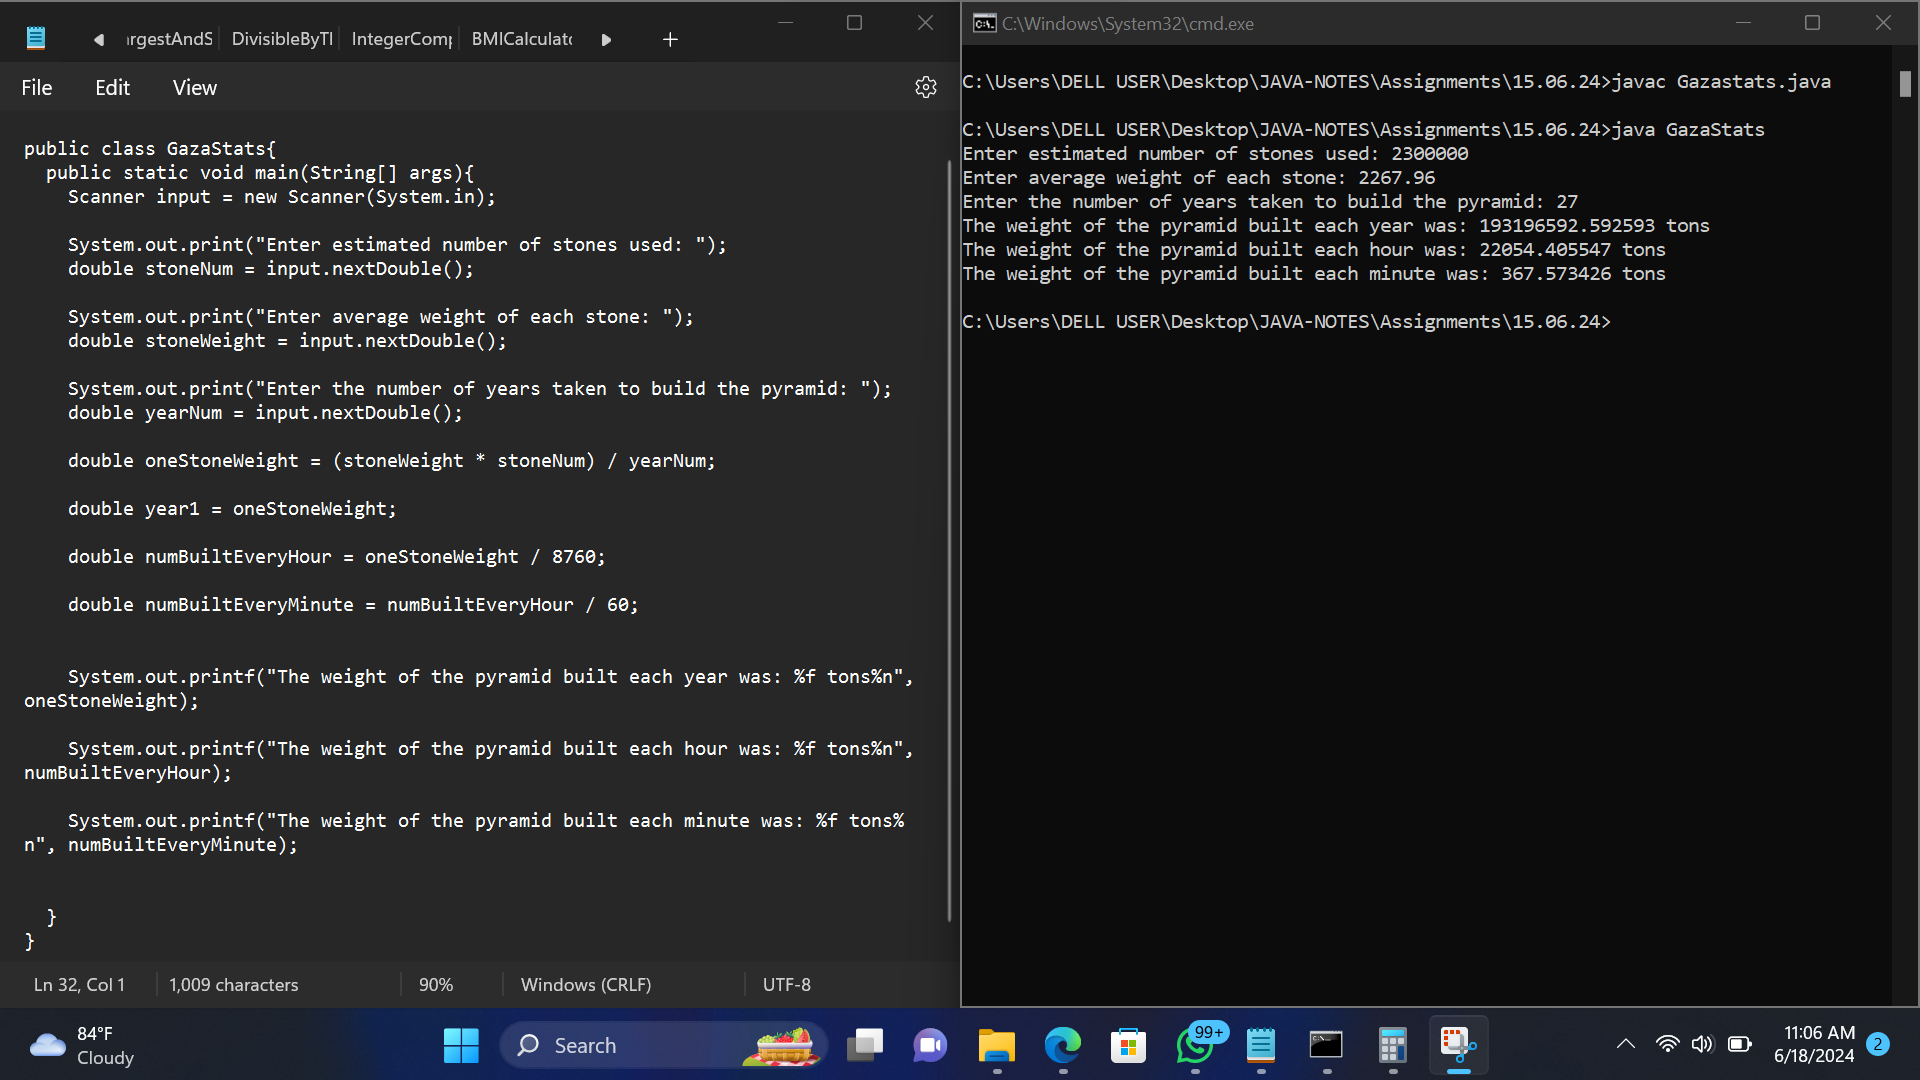 rgestAndS
DivisibleByTl
IntegerComp
BMICalculato
File
Edit
View
public class GazaStats{
public static void main(String[] args){
Scanner input = new Scanner(System.in);
System.out.print("Enter estimated number of stones used: ");
double stoneNum = input.nextDouble();
System.out.print("Enter average weight of each stone: ");
double stoneWeight = input.nextDouble();
System.out.print("Enter the number of years taken to build the pyramid: ");
double yearNum = input.nextDouble();
double oneStoneWeight = (stoneWeight * stoneNum) / yearNum;
double year1 = oneStoneWeight;
double numBuiltEveryHour = oneStoneWeight / 8760;
double numBuiltEveryMinute = numBuiltEveryHour / 60;
System.out.printf("The weight of the pyramid built each year was: %f tons%n",
oneStoneWeight);
System.out.printf("The weight of the pyramid built each hour was: %f tons%n",
numBuiltEveryHour);
System.out.printf("The weight of the pyramid built each minute was: %f tons%
n", numBuiltEveryMinute);
}
}
Ln 32, Col 1
1,009 characters
90%
Windows (CRLF)
UTF-8
C:\Windows\System32\cmd.exe
C:\Users\DELL USER\Desktop\JAVA-NOTES\Assignments\15.06.24>javac Gazastats.java
C:\Users\DELL USER\Desktop\JAVA-NOTES\Assignments\15.06.24>java GazaStats
Enter estimated number of stones used: 2300000
Enter average weight of each stone: 2267.96
Enter the number of years taken to build the pyramid: 27
The weight of the pyramid built each year was: 193196592.592593 tons
The weight of the pyramid built each hour was: 22054.405547 tons
The weight of the pyramid built each minute was: 367.573426 tons
C:\Users\DELL USER\Desktop\JAVA-NOTES\Assignments\15.06.24>
84°F
Cloudy
Search
99+
11:06 AM
6/18/2024
2